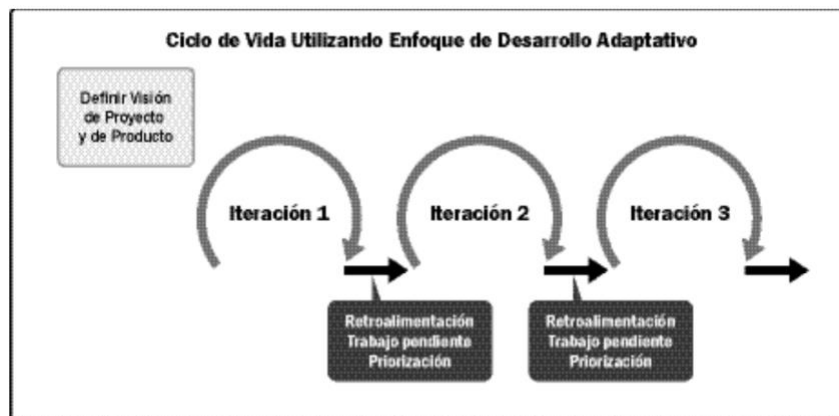 Ciclo de Vida Utilizando Enfoque de Desarrollo Adaptativo
Definir Visión
de Proyecto
y de Producto
Iteración 1
Iteración 2
Iteración 3
Retroalimentación
Trabajo pendiente
Priorización
Retroalimentación
Trabajo pendiente
Priorización